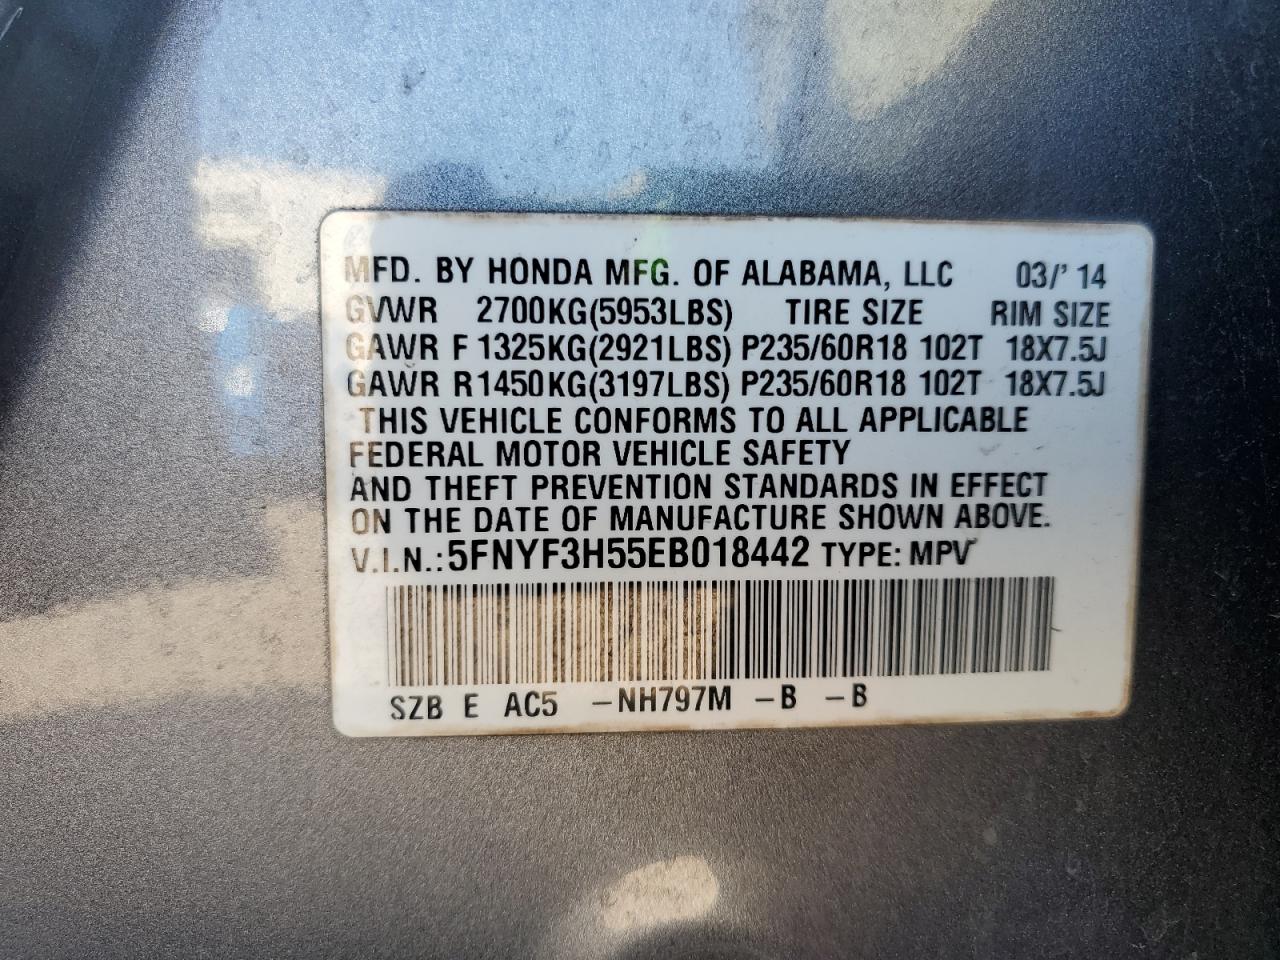 MFD. BY HONDA MFG. OF ALABAMA, LLC 03/' 14
GVWR 2700KG(5953LBS) TIRE SIZE RIM SIZE
GAWR F 1325KG(2921LBS) P235/60R18 102T 18X7.5J
GAWR R1450KG(3197LBS) P235/60R18 102T 18X7.5J
THIS VEHICLE CONFORMS TO ALL APPLICABLE
FEDERAL MOTOR VEHICLE SAFETY
AND THEFT PREVENTION STANDARDS IN EFFECT
ON THE DATE OF MANUFACTURE SHOWN ABOVE.
V.I.N.: 5FNYF3H55EB018442 TYPE: MPV
SZB E AC5 -NH797M -B -B